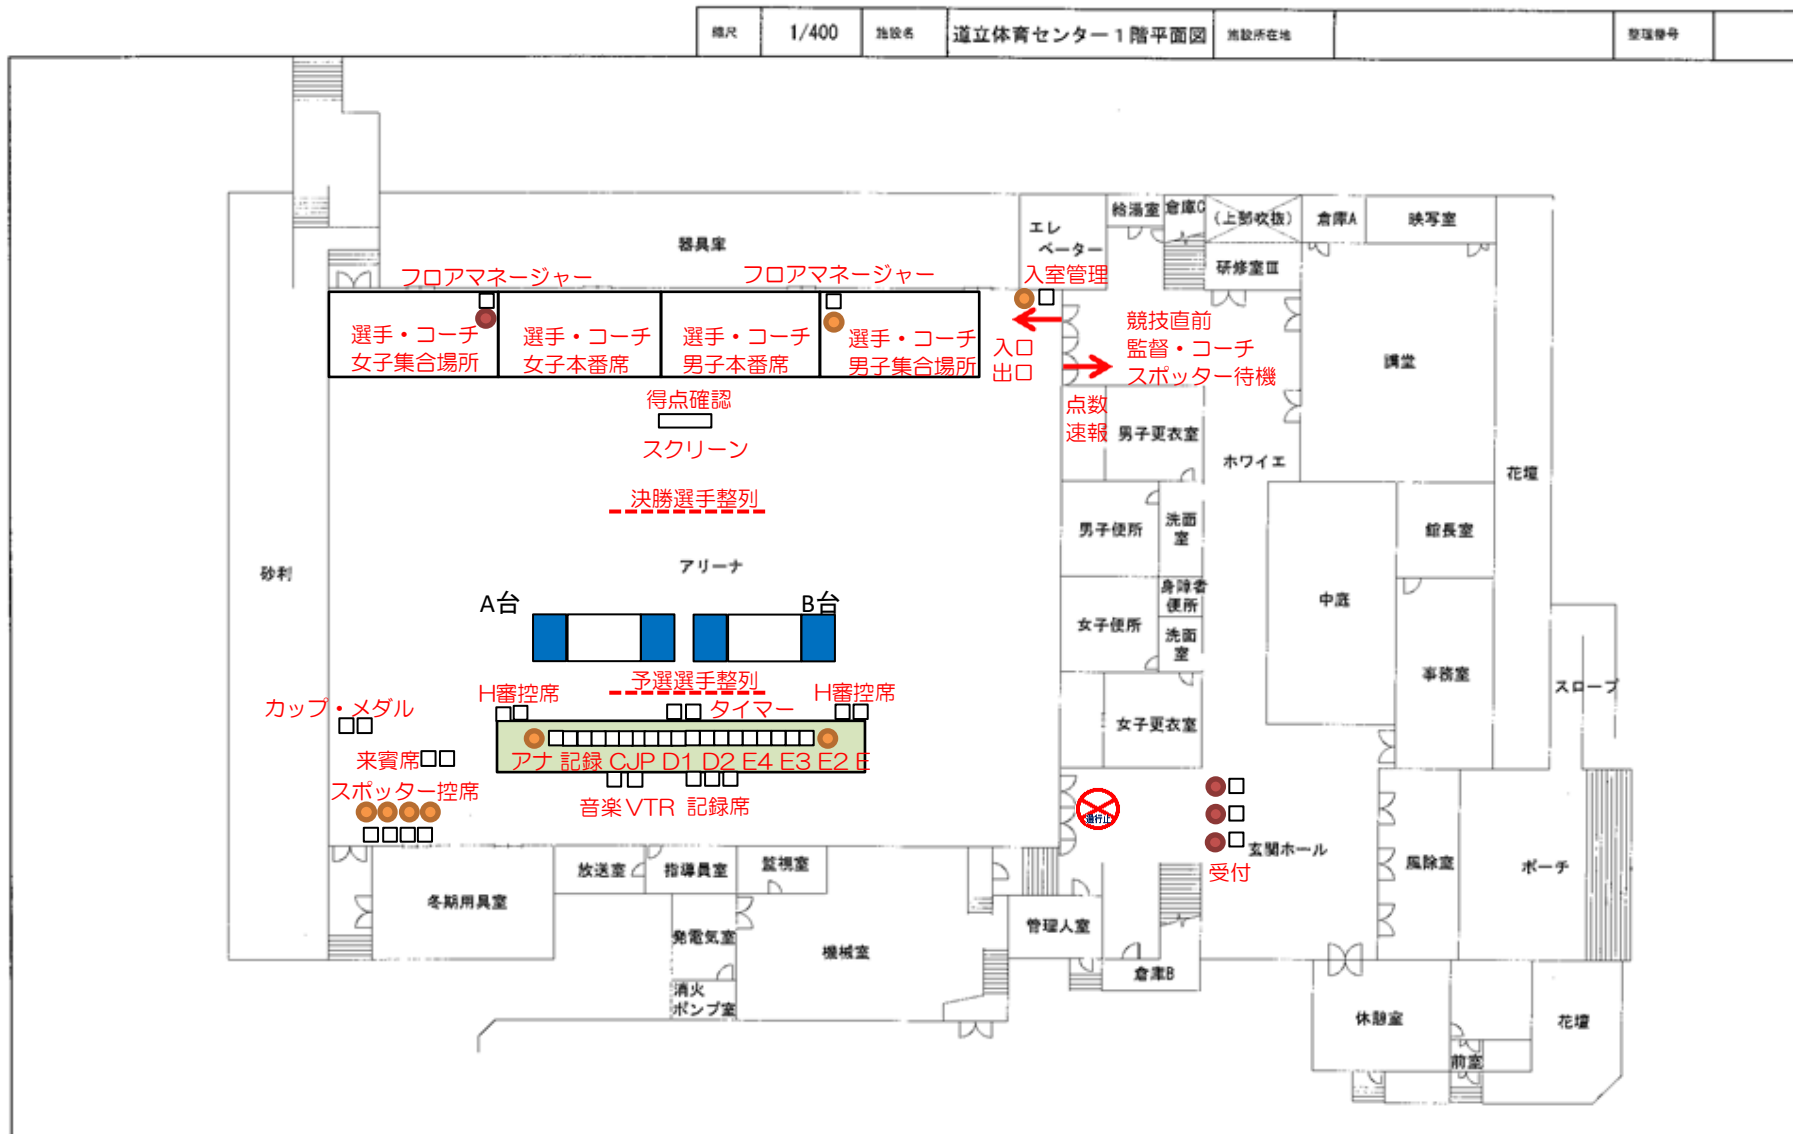 縮尺
1/400
施設名
道立体育センター1階平面図
施設所在地
整理番号
器具庫
エレ
ベーター
給湯室
倉庫C
(上部吹抜)
倉庫A
映写室
研修室Ⅲ
フロアマネージャー
フロアマネージャー
入室管理
選手・コーチ
女子集合場所
選手・コーチ
女子本番席
選手・コーチ
男子本番席
選手・コーチ
男子集合場所
入口
出口
競技直前
監督・コーチ
スポッター待機
講堂
得点確認
スクリーン
点数
速報
男子更衣室
ホワイエ
花壇
決勝選手整列
男子便所
洗面
室
館長室
アリーナ
砂利
A台
B台
身障者
便所
中庭
女子便所
洗面
室
予選選手整列
事務室
スロープ
カップ・メダル
H審控席
タイマー
H審控席
女子更衣室
来賓席
アナ 記録 CJP D1 D2 E4 E3 E2 E
スポッター控席
音楽 VTR 記録席
通行止
玄関ホール
受付
風除室
ポーチ
放送室
指導員室
監視室
冬期用具室
発電気室
機械室
管理人室
倉庫B
消火
ポンプ室
休憩室
前室
花壇